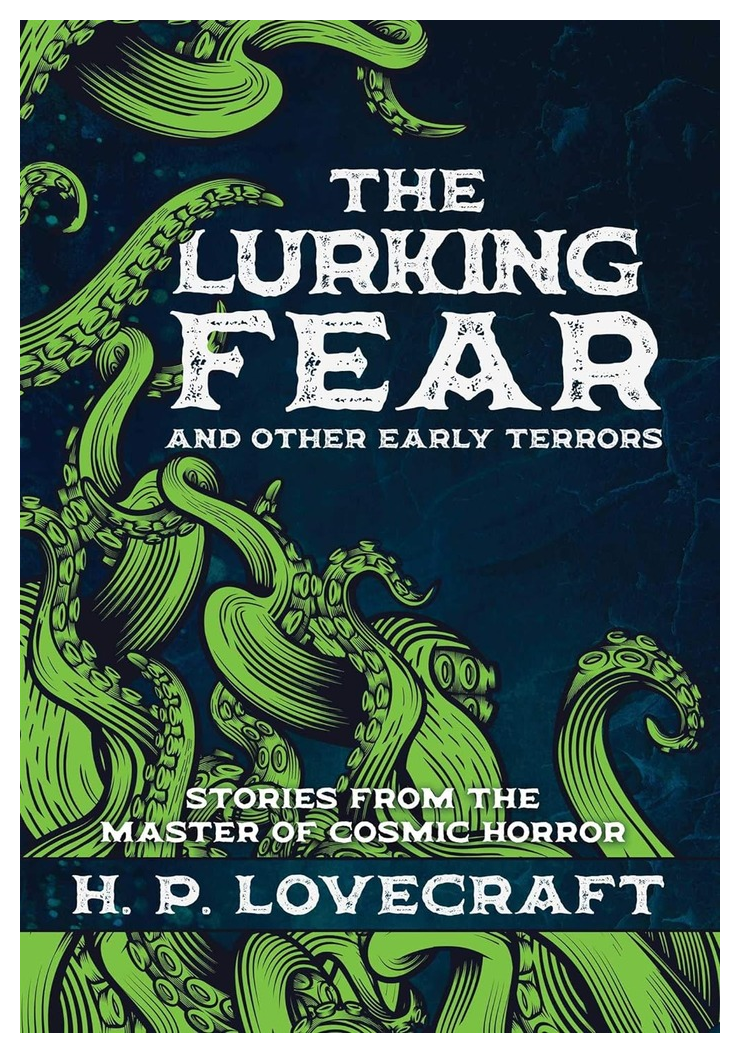 THE
LURKING
FEAR
AND OTHER EARLY TERRORS
STORIES FROM THE
MASTER OF COSMIC HORROR
H. P. LOVECRAFT